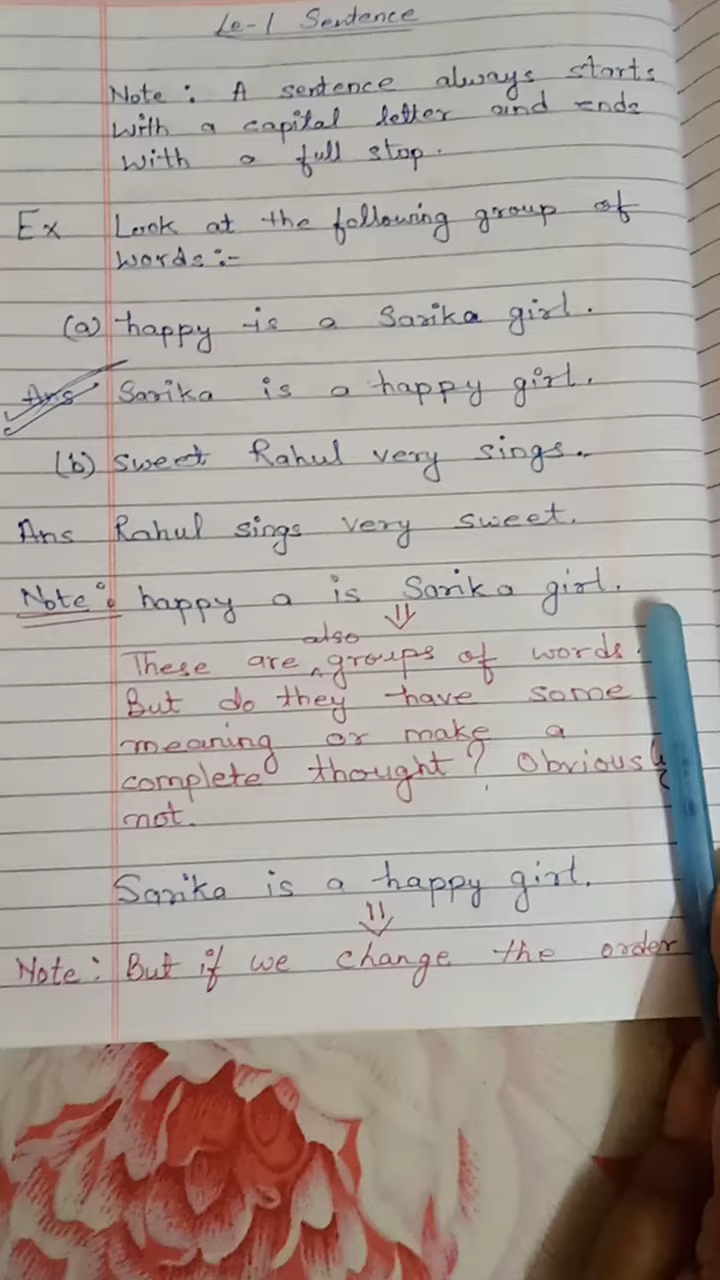 Le-1 Sentence
Note: A sentence always starts
with a capital letter and ends
with a full stop.
Ex Look at the following group of
words:-
(a) happy is a Sarika girl.
Ans Sarika is a happy girl.
(b) sweet Rahul very sings.
Ans Rahul sings very sweet.
Note: happy a is Sarika girl.
⇓
also
These are ^ groups of words.
But do they have some
meaning or make a
complete thought? Obviously
not.
Sarika is a happy girl.
⇓
Note: But if we change the order